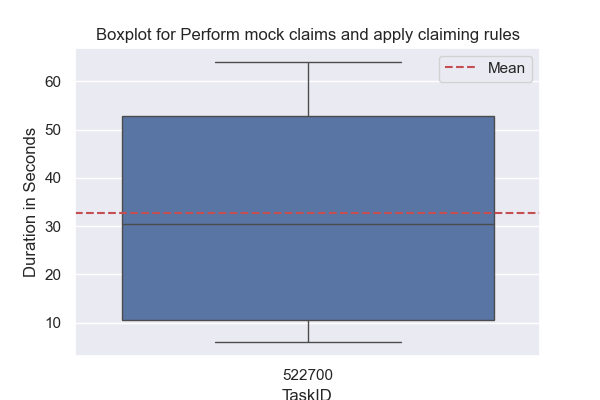 Boxplot for Perform mock claims and apply claiming rules
Mean
60
50
40
30
20
10
Duration in Seconds
522700
TaskID